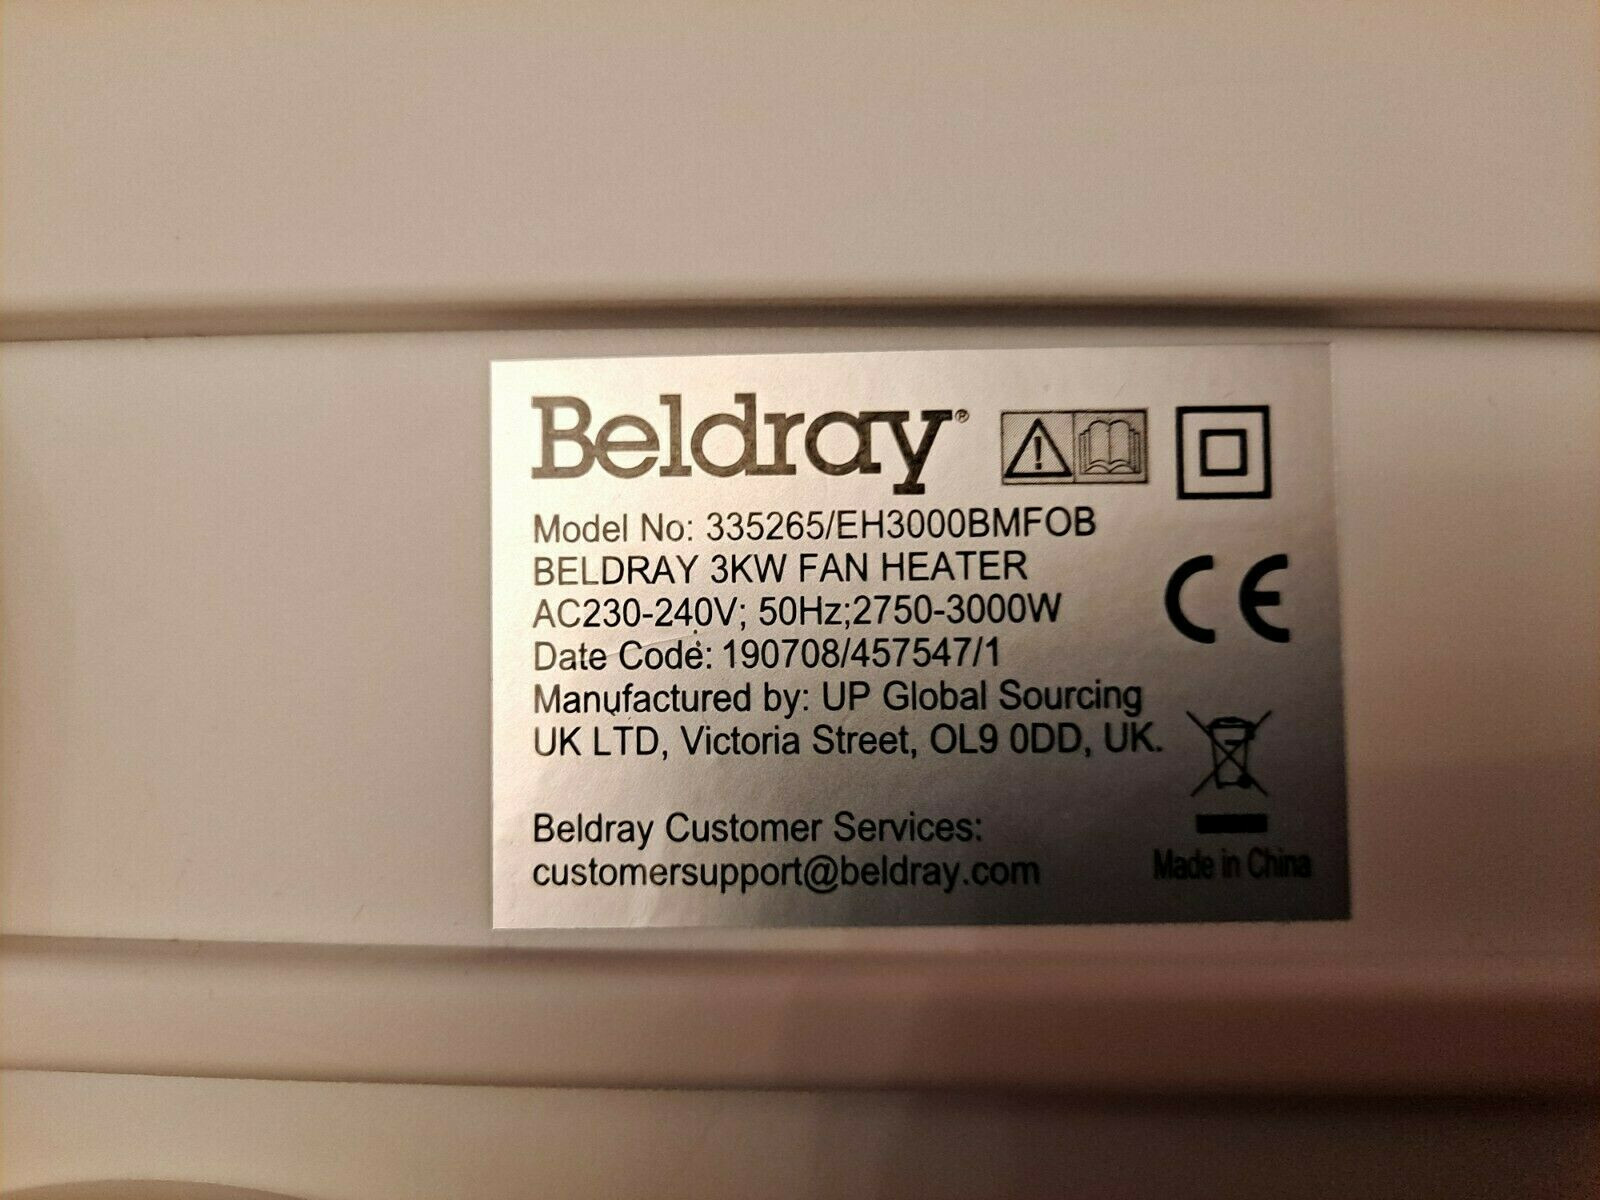 Beldray®
Model No: 335265/EH3000BMFOB
BELDRAY 3KW FAN HEATER
AC230-240V; 50Hz;2750-3000W
Date Code: 190708/457547/1
Manufactured by: UP Global Sourcing
UK LTD, Victoria Street, OL9 0DD, UK.
Beldray Customer Services:
customersupport@beldray.com
CE
Made in China